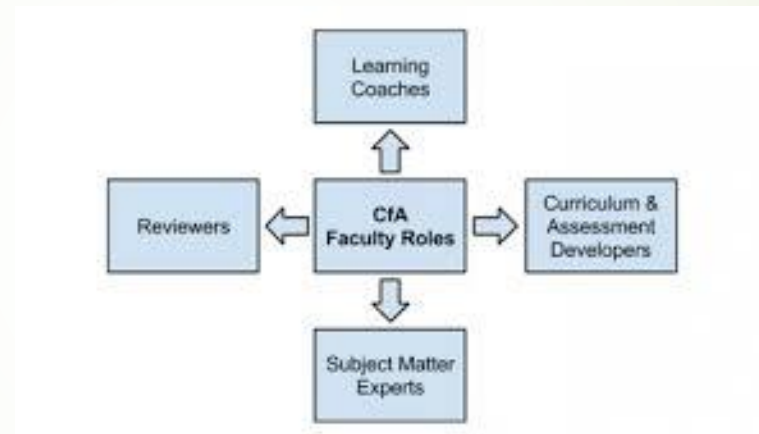 Learning
Coaches
Reviewers
CfA
Faculty Roles
Curriculum &
Assessment
Developers
Subject Matter
Experts